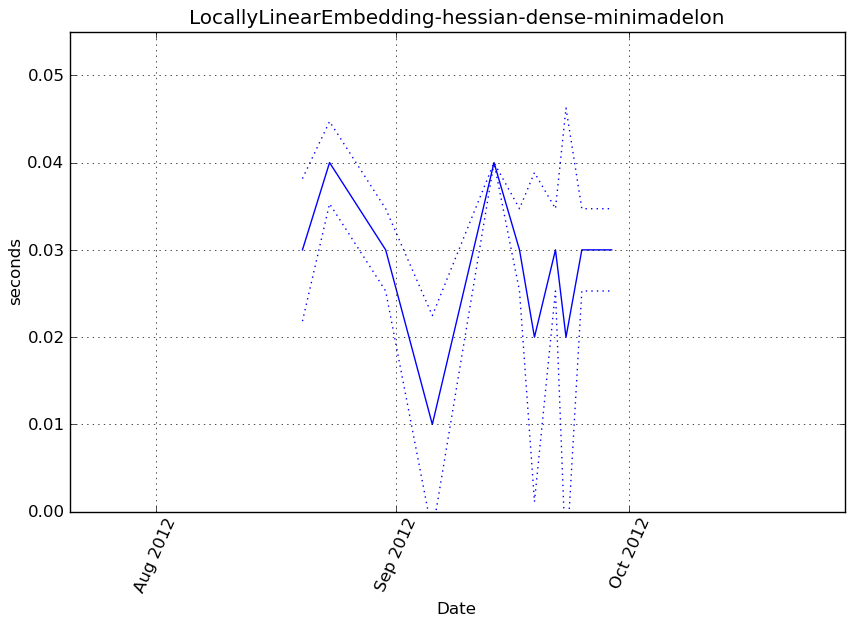 LocallyLinearEmbedding-hessian-dense-minimadelon
0.05
0.04
0.03
0.02
0.01
0.00
seconds
Aug 2012
Sep 2012
Oct 2012
Date